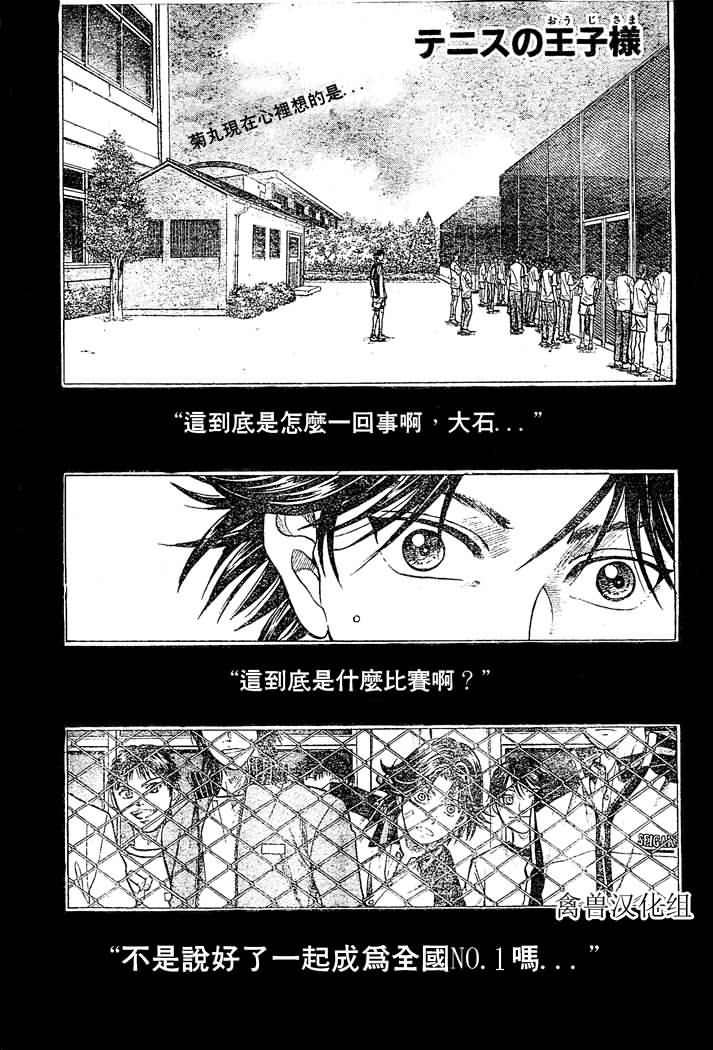 おうじさま
テニスの王子様
菊丸現在心裡想的是...
“這到底是怎麼一回事啊，大石...”
“這到底是什麼比賽啊？”
SEIGAKU
禽兽汉化组
“不是說好了一起成爲全國NO.1嗎...”